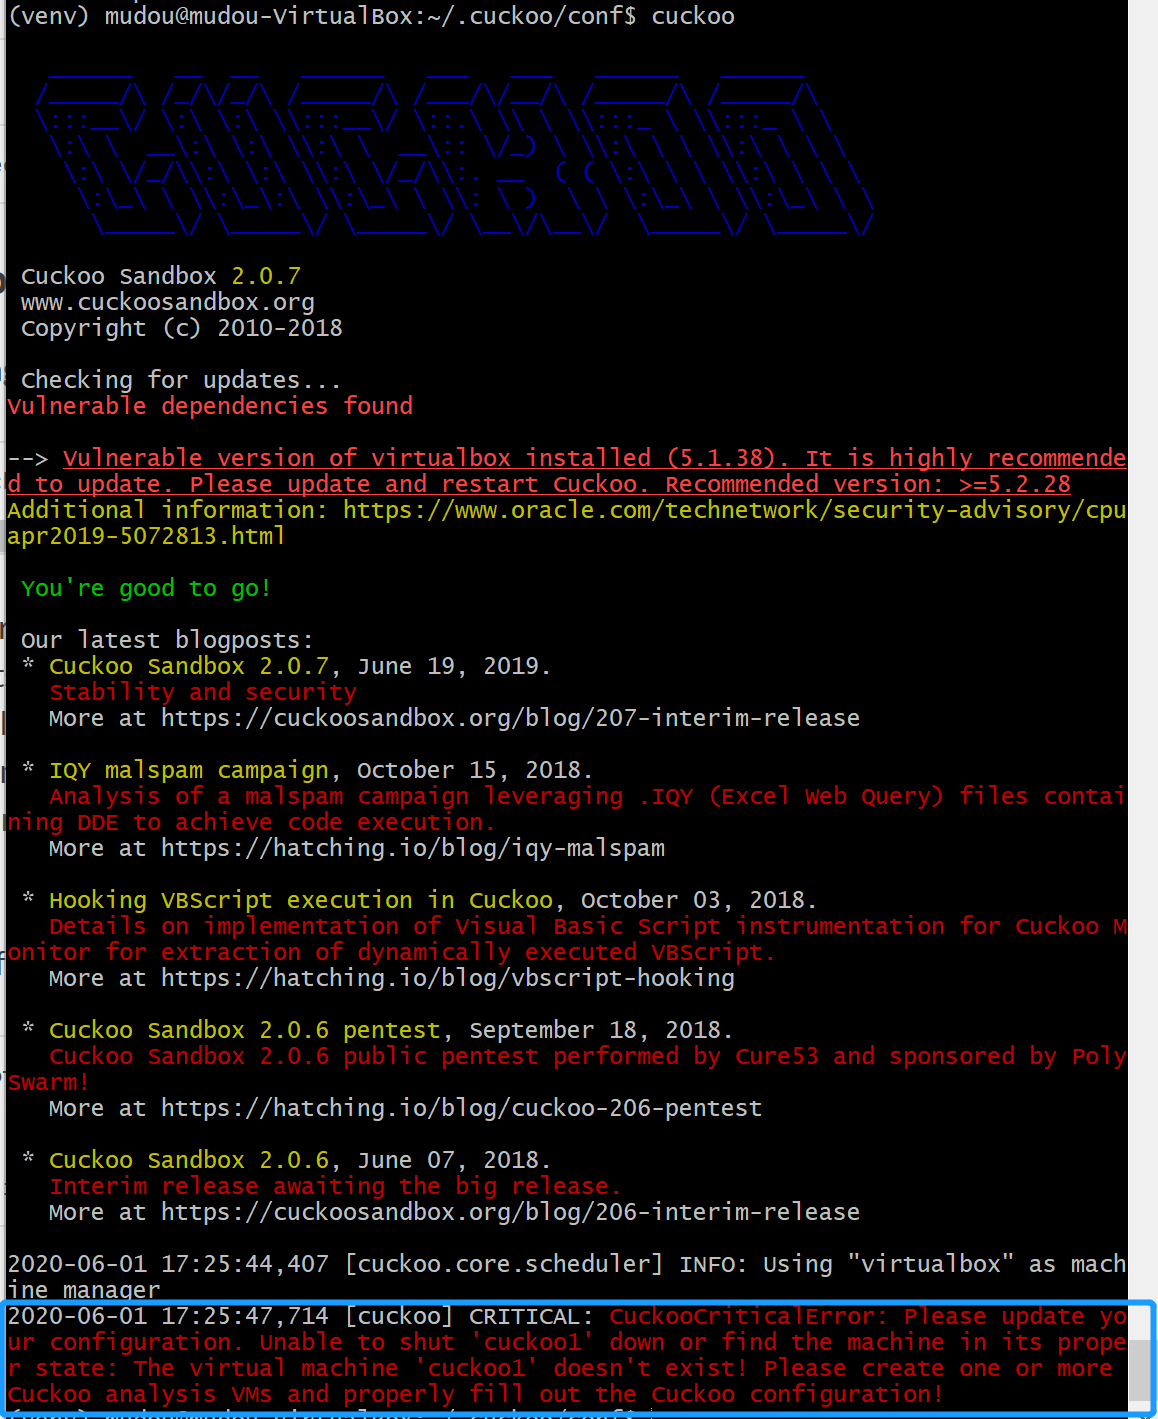 (venv) mudou@mudou-VirtualBox:~/.cuckoo/conf$ cuckoo
Cuckoo Sandbox 2.0.7
www.cuckoosandbox.org
Copyright (c) 2010-2018
Checking for updates...
Vulnerable dependencies found
--> Vulnerable version of virtualbox installed (5.1.38). It is highly recommende
d to update. Please update and restart Cuckoo. Recommended version: >=5.2.28
Additional information: https://www.oracle.com/technetwork/security-advisory/cpu
apr2019-5072813.html
You're good to go!
Our latest blogposts:
* Cuckoo Sandbox 2.0.7, June 19, 2019.
Stability and security
More at https://cuckoosandbox.org/blog/207-interim-release
* IQY malspam campaign, October 15, 2018.
Analysis of a malspam campaign leveraging .IQY (Excel Web Query) files contai
ning DDE to achieve code execution.
More at https://hatching.io/blog/iqy-malspam
* Hooking VBScript execution in Cuckoo, October 03, 2018.
Details on implementation of Visual Basic Script instrumentation for Cuckoo M
onitor for extraction of dynamically executed VBScript.
More at https://hatching.io/blog/vbscript-hooking
* Cuckoo Sandbox 2.0.6 pentest, September 18, 2018.
Cuckoo Sandbox 2.0.6 public pentest performed by Cure53 and sponsored by Poly
Swarm!
More at https://hatching.io/blog/cuckoo-206-pentest
* Cuckoo Sandbox 2.0.6, June 07, 2018.
Interim release awaiting the big release.
More at https://cuckoosandbox.org/blog/206-interim-release
2020-06-01 17:25:44,407 [cuckoo.core.scheduler] INFO: Using "virtualbox" as mach
ine manager
2020-06-01 17:25:47,714 [cuckoo] CRITICAL: CuckooCriticalError: Please update yo
ur configuration. Unable to shut 'cuckoo1' down or find the machine in its prope
r state: The virtual machine 'cuckoo1' doesn't exist! Please create one or more
Cuckoo analysis VMs and properly fill out the Cuckoo configuration!